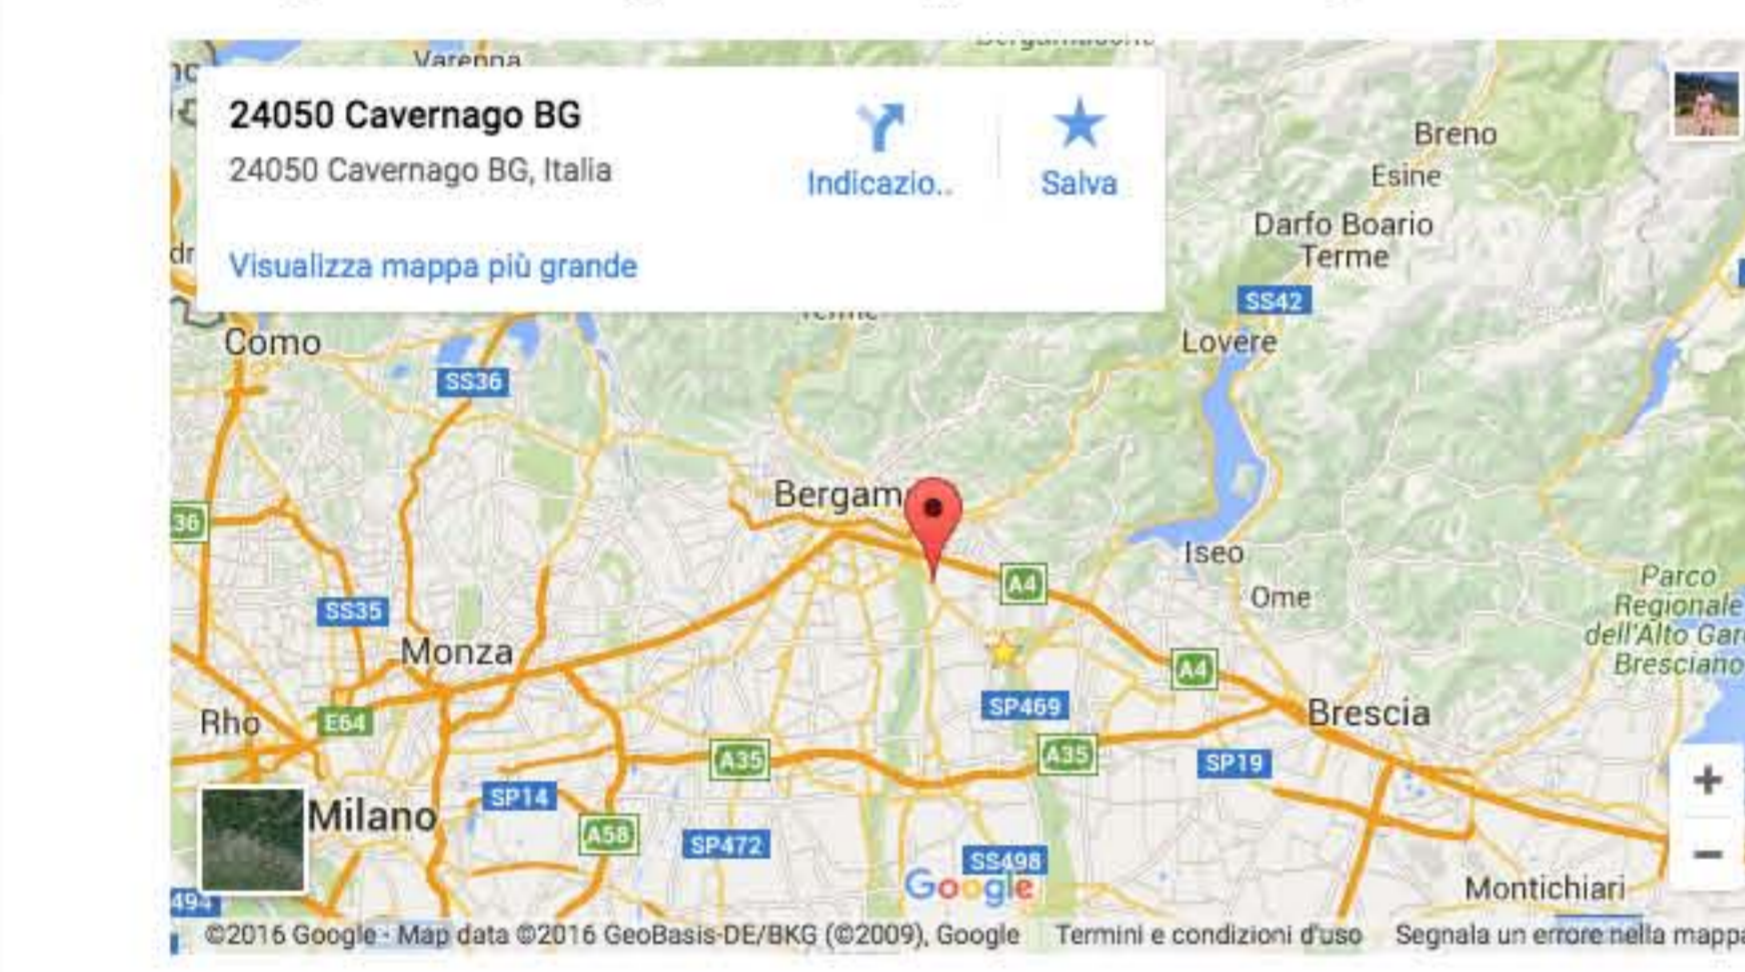 Varenna
24050 Cavernago BG
24050 Cavernago BG, Italia
Indicazio..
Salva
Visualizza mappa più grande
Breno
Esine
Darfo Boario
Terme
SS42
Lovere
Como
SS36
Bergam
36
Iseo
A4
Ome
Parco
Regionale
dell'Alto Gar
Bresciano
SS35
Monza
A4
SP469
Rho
E64
Brescia
A35
A35
SP19
SP14
Milano
A58
SP472
SS498
Google
Montichiari
494
+
−
©2016 Google - Map data ©2016 GeoBasis-DE/BKG (©2009), Google
Termini e condizioni d'uso
Segnala un errore nella mappa